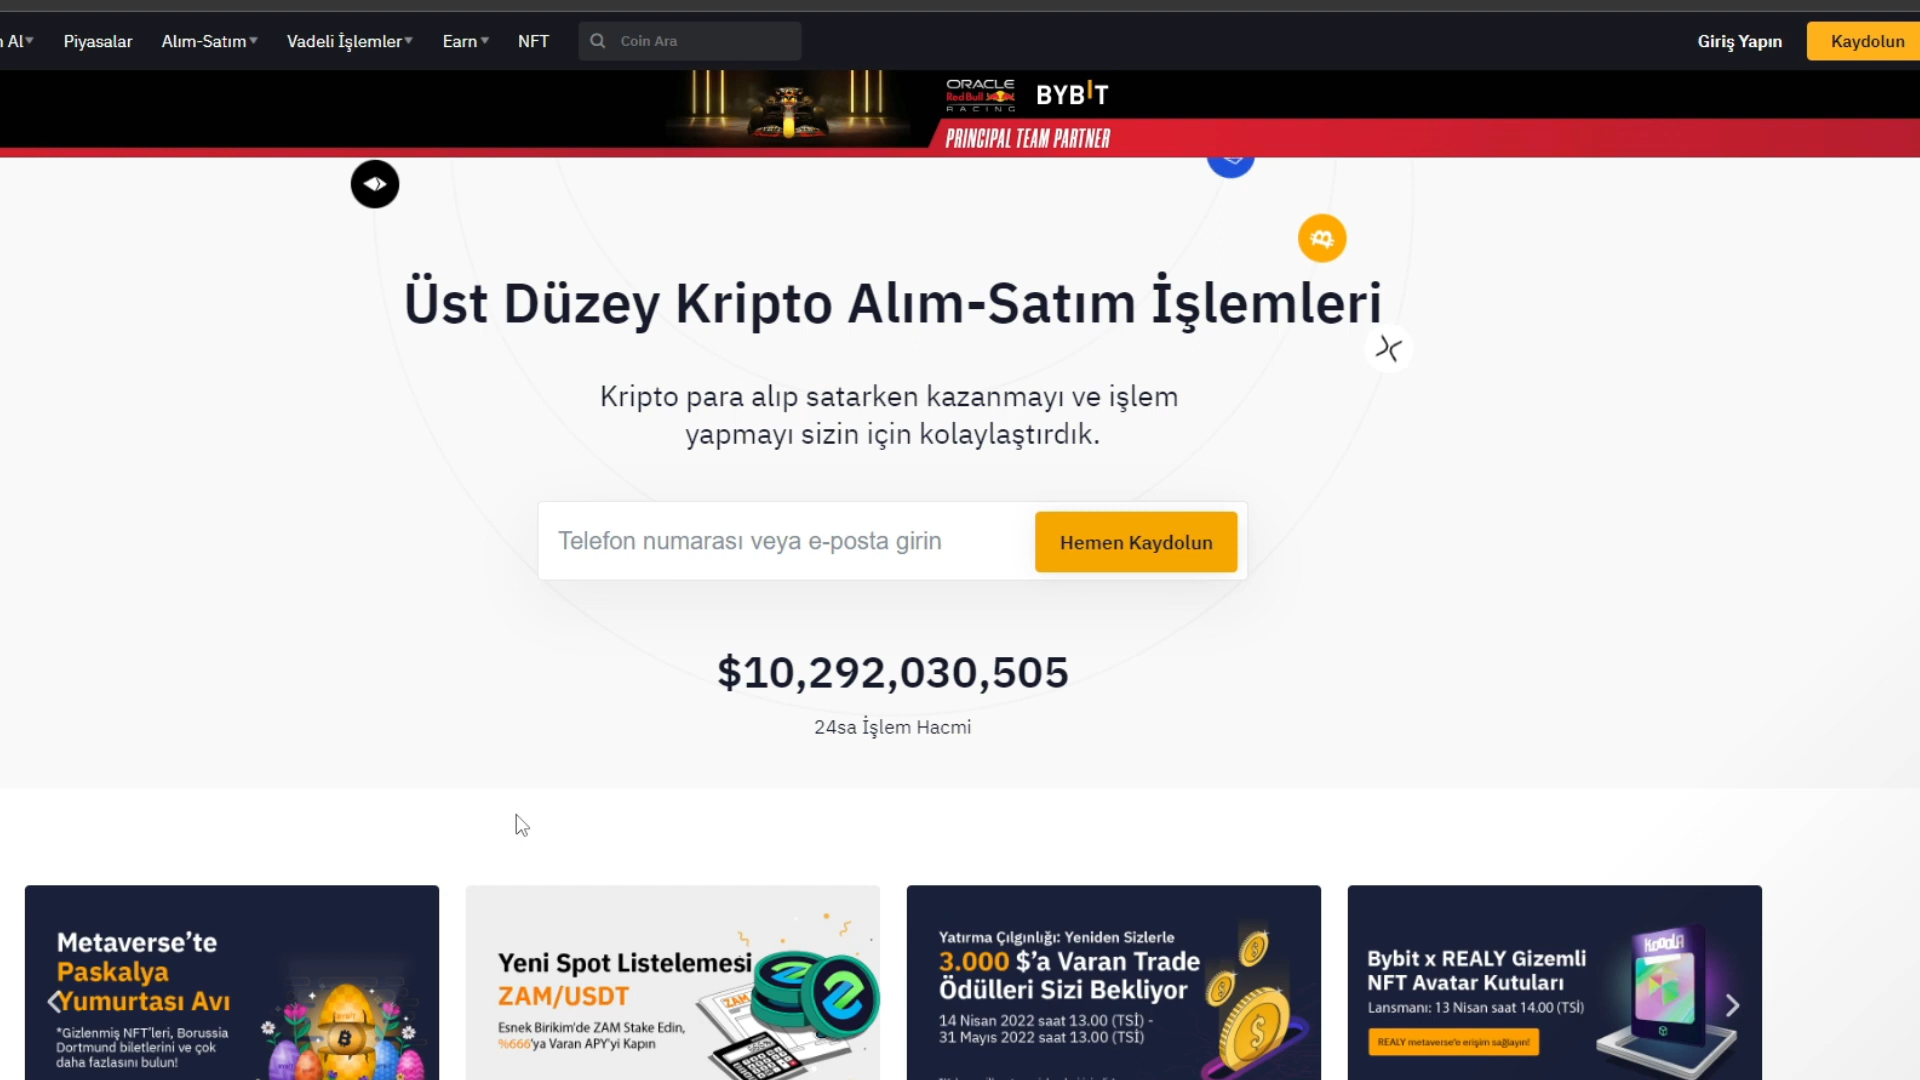 Al
Piyasalar
Alım-Satım
Vadeli İşlemler
Earn
NFT
Coin Ara
Giriş Yapın
Kaydolun
ORACLE
Red Bull
RACING
BYBIT
PRINCIPAL TEAM PARTNER
Üst Düzey Kripto Alım-Satım İşlemleri
Kripto para alıp satarken kazanmayı ve işlem
yapmayı sizin için kolaylaştırdık.
Telefon numarası veya e-posta girin
Hemen Kaydolun
$10,292,030,505
24sa İşlem Hacmi
Metaverse’te
Paskalya
Yumurtası Avı
*Gizlenmiş NFT'leri, Borussia
Dortmund biletlerini ve çok
daha fazlasını bulun!
Yeni Spot Listelemesi
ZAM/USDT
Esnek Birikim'de ZAM Stake Edin,
%666'ya Varan APY'yi Kapın
ZAM
Yatırma Çılgınlığı: Yeniden Sizlerle
3.000 $’a Varan Trade
Ödülleri Sizi Bekliyor
14 Nisan 2022 saat 13.00 (TSİ) -
31 Mayıs 2022 saat 13.00 (TSİ)
Bybit x REALY Gizemli
NFT Avatar Kutuları
Lansmanı: 13 Nisan saat 14.00 (TSİ)
REALY metaverse'e erişim sağlayın!